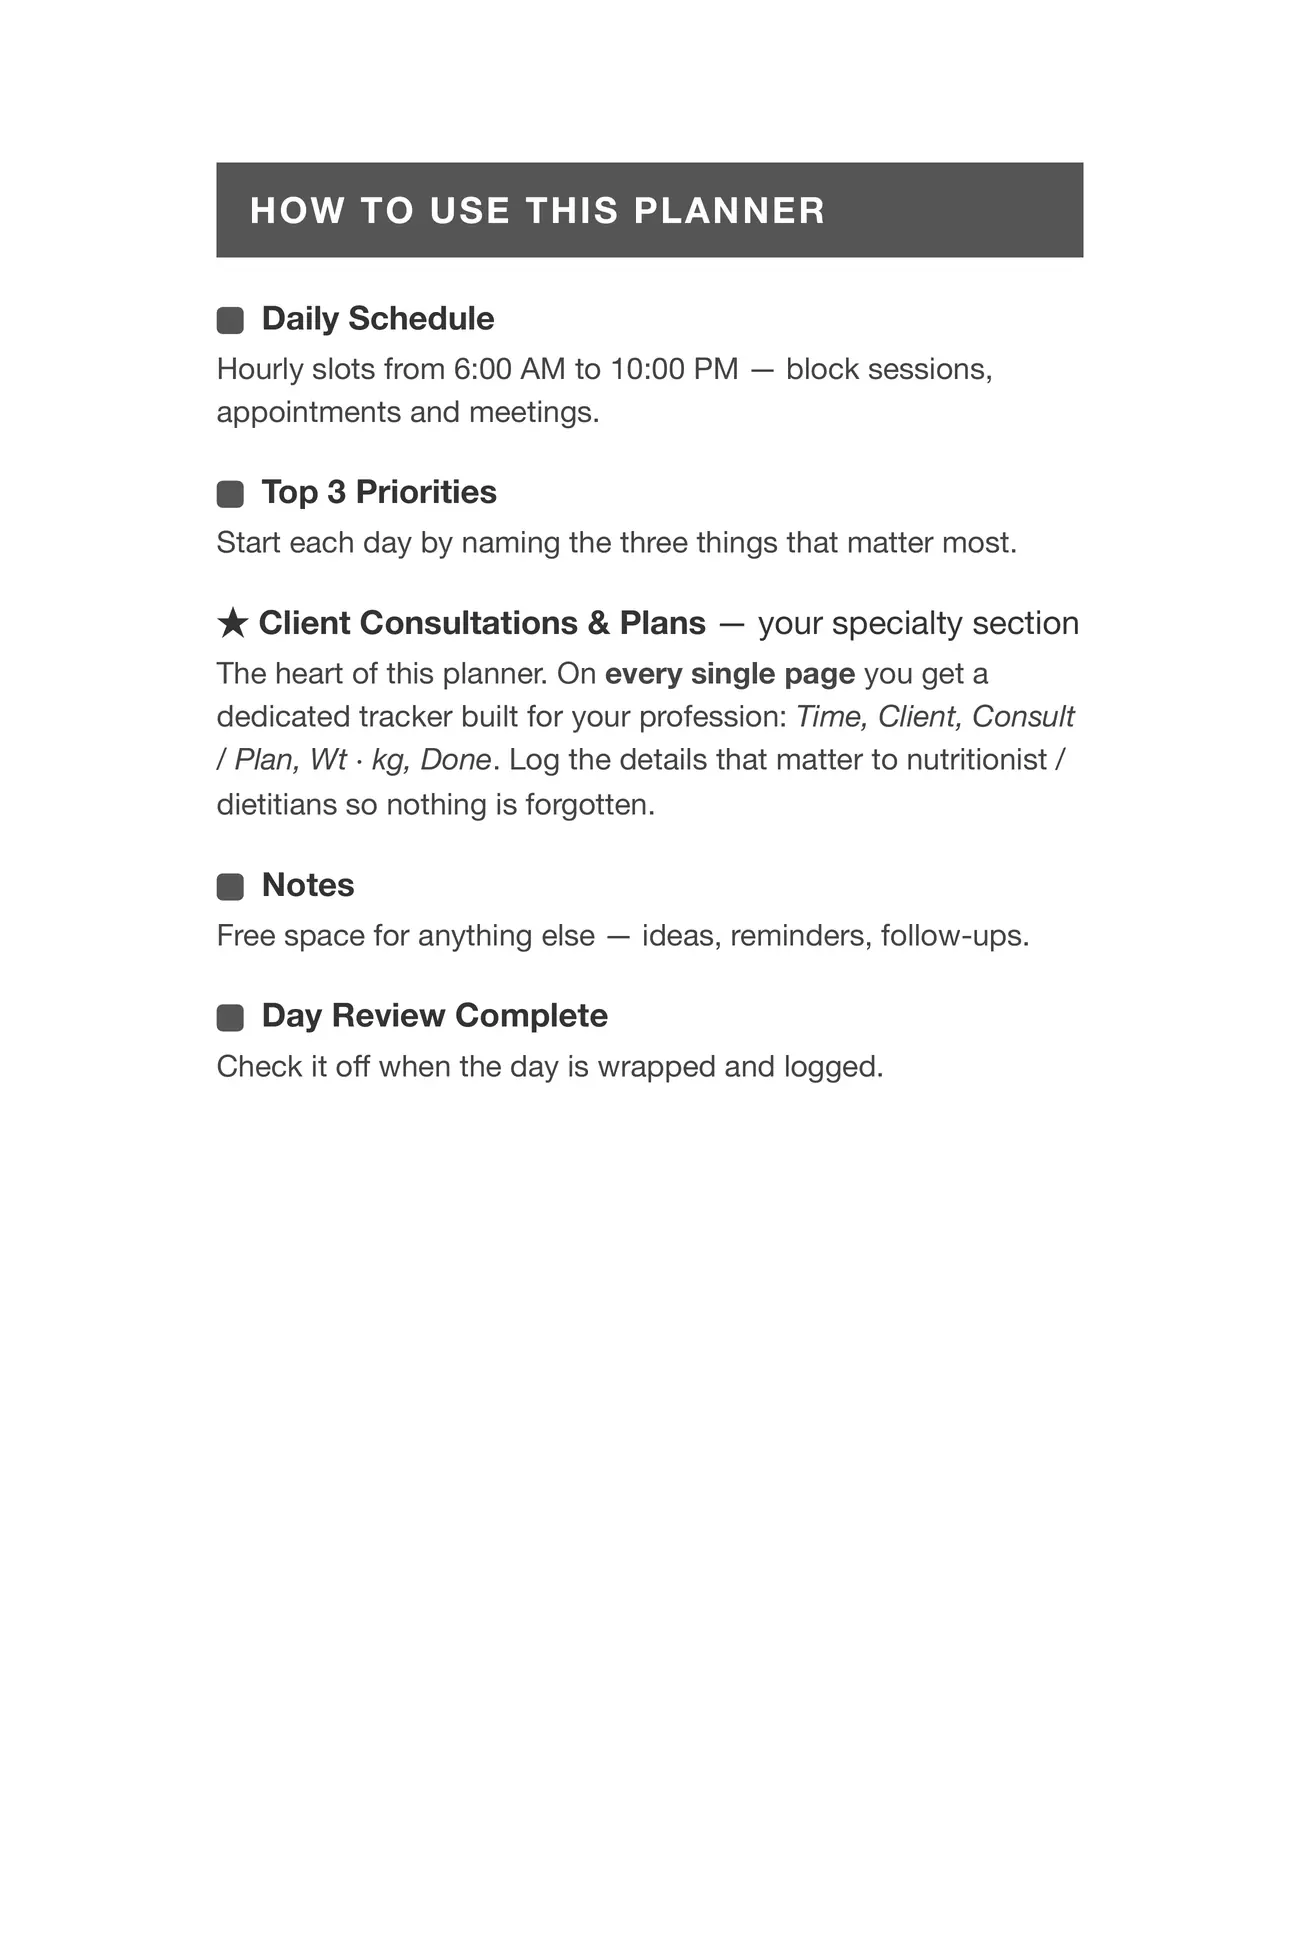 HOW TO USE THIS PLANNER
Daily Schedule
Hourly slots from 6:00 AM to 10:00 PM — block sessions,
appointments and meetings.
Top 3 Priorities
Start each day by naming the three things that matter most.
★ Client Consultations & Plans — your specialty section
The heart of this planner. On every single page you get a
dedicated tracker built for your profession: Time, Client, Consult
/ Plan, Wt · kg, Done. Log the details that matter to nutritionist /
dietitians so nothing is forgotten.
Notes
Free space for anything else — ideas, reminders, follow-ups.
Day Review Complete
Check it off when the day is wrapped and logged.